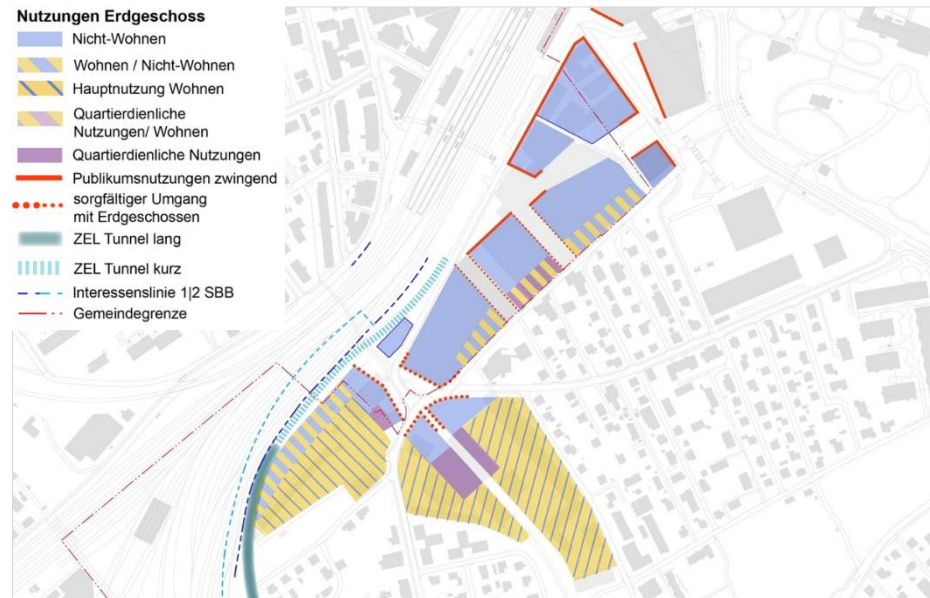 Nutzungen Erdgeschoss
Nicht-Wohnen
Wohnen / Nicht-Wohnen
Hauptnutzung Wohnen
Quartierdienliche
Nutzungen/ Wohnen
Quartierdienliche Nutzungen
Publikumsnutzungen zwingend
sorgfältiger Umgang
mit Erdgeschossen
ZEL Tunnel lang
ZEL Tunnel kurz
Interessenslinie 1|2 SBB
Gemeindegrenze